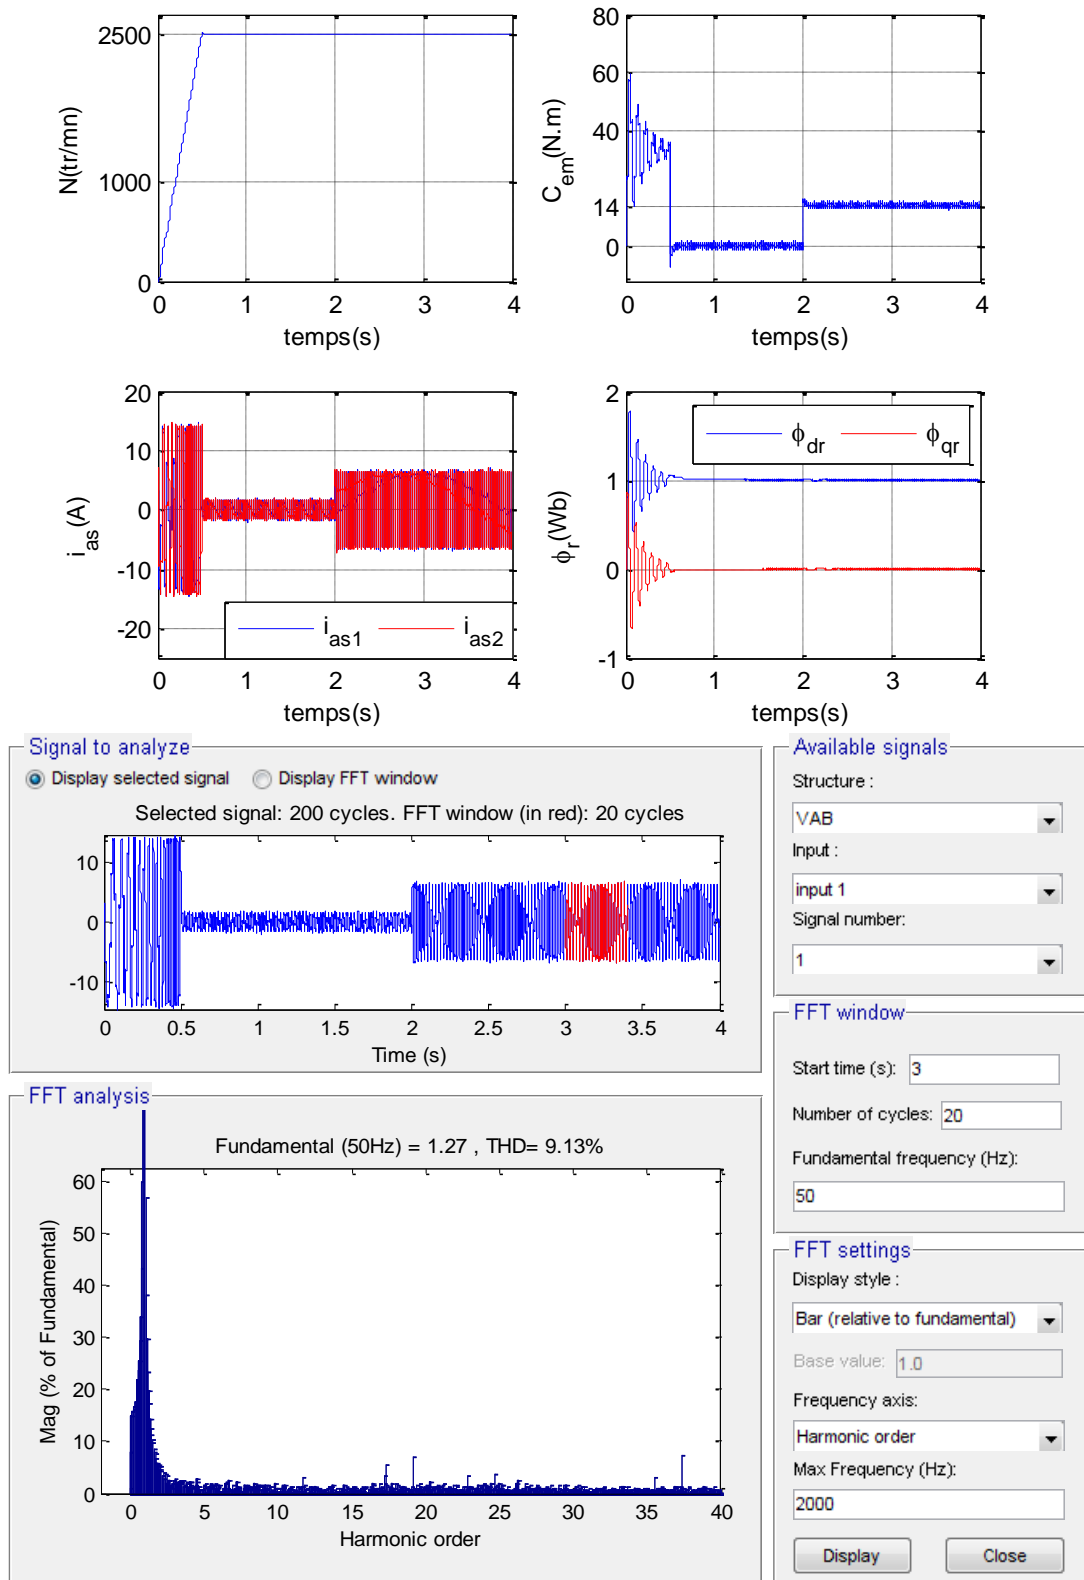 N(tr/mn)
2500
1000
0
0 1 2 3 4
temps(s)
C_em(N.m)
80
60
40
14
0
0 1 2 3 4
temps(s)
i_as(A)
20
10
0
-10
-20
i_as1 i_as2
0 1 2 3 4
temps(s)
ϕ_r(Wb)
2
1
0
-1
ϕ_dr ϕ_qr
0 1 2 3 4
temps(s)
Signal to analyze
Display selected signal Display FFT window
Selected signal: 200 cycles. FFT window (in red): 20 cycles
10
0
-10
0 0.5 1 1.5 2 2.5 3 3.5 4
Time (s)
FFT analysis
Fundamental (50Hz) = 1.27 , THD= 9.13%
Mag (% of Fundamental)
60
50
40
30
20
10
0
0 5 10 15 20 25 30 35 40
Harmonic order
Available signals
Structure :
VAB
Input :
input 1
Signal number:
1
FFT window
Start time (s): 3
Number of cycles: 20
Fundamental frequency (Hz):
50
FFT settings
Display style :
Bar (relative to fundamental)
Base value: 1.0
Frequency axis:
Harmonic order
Max Frequency (Hz):
2000
Display Close